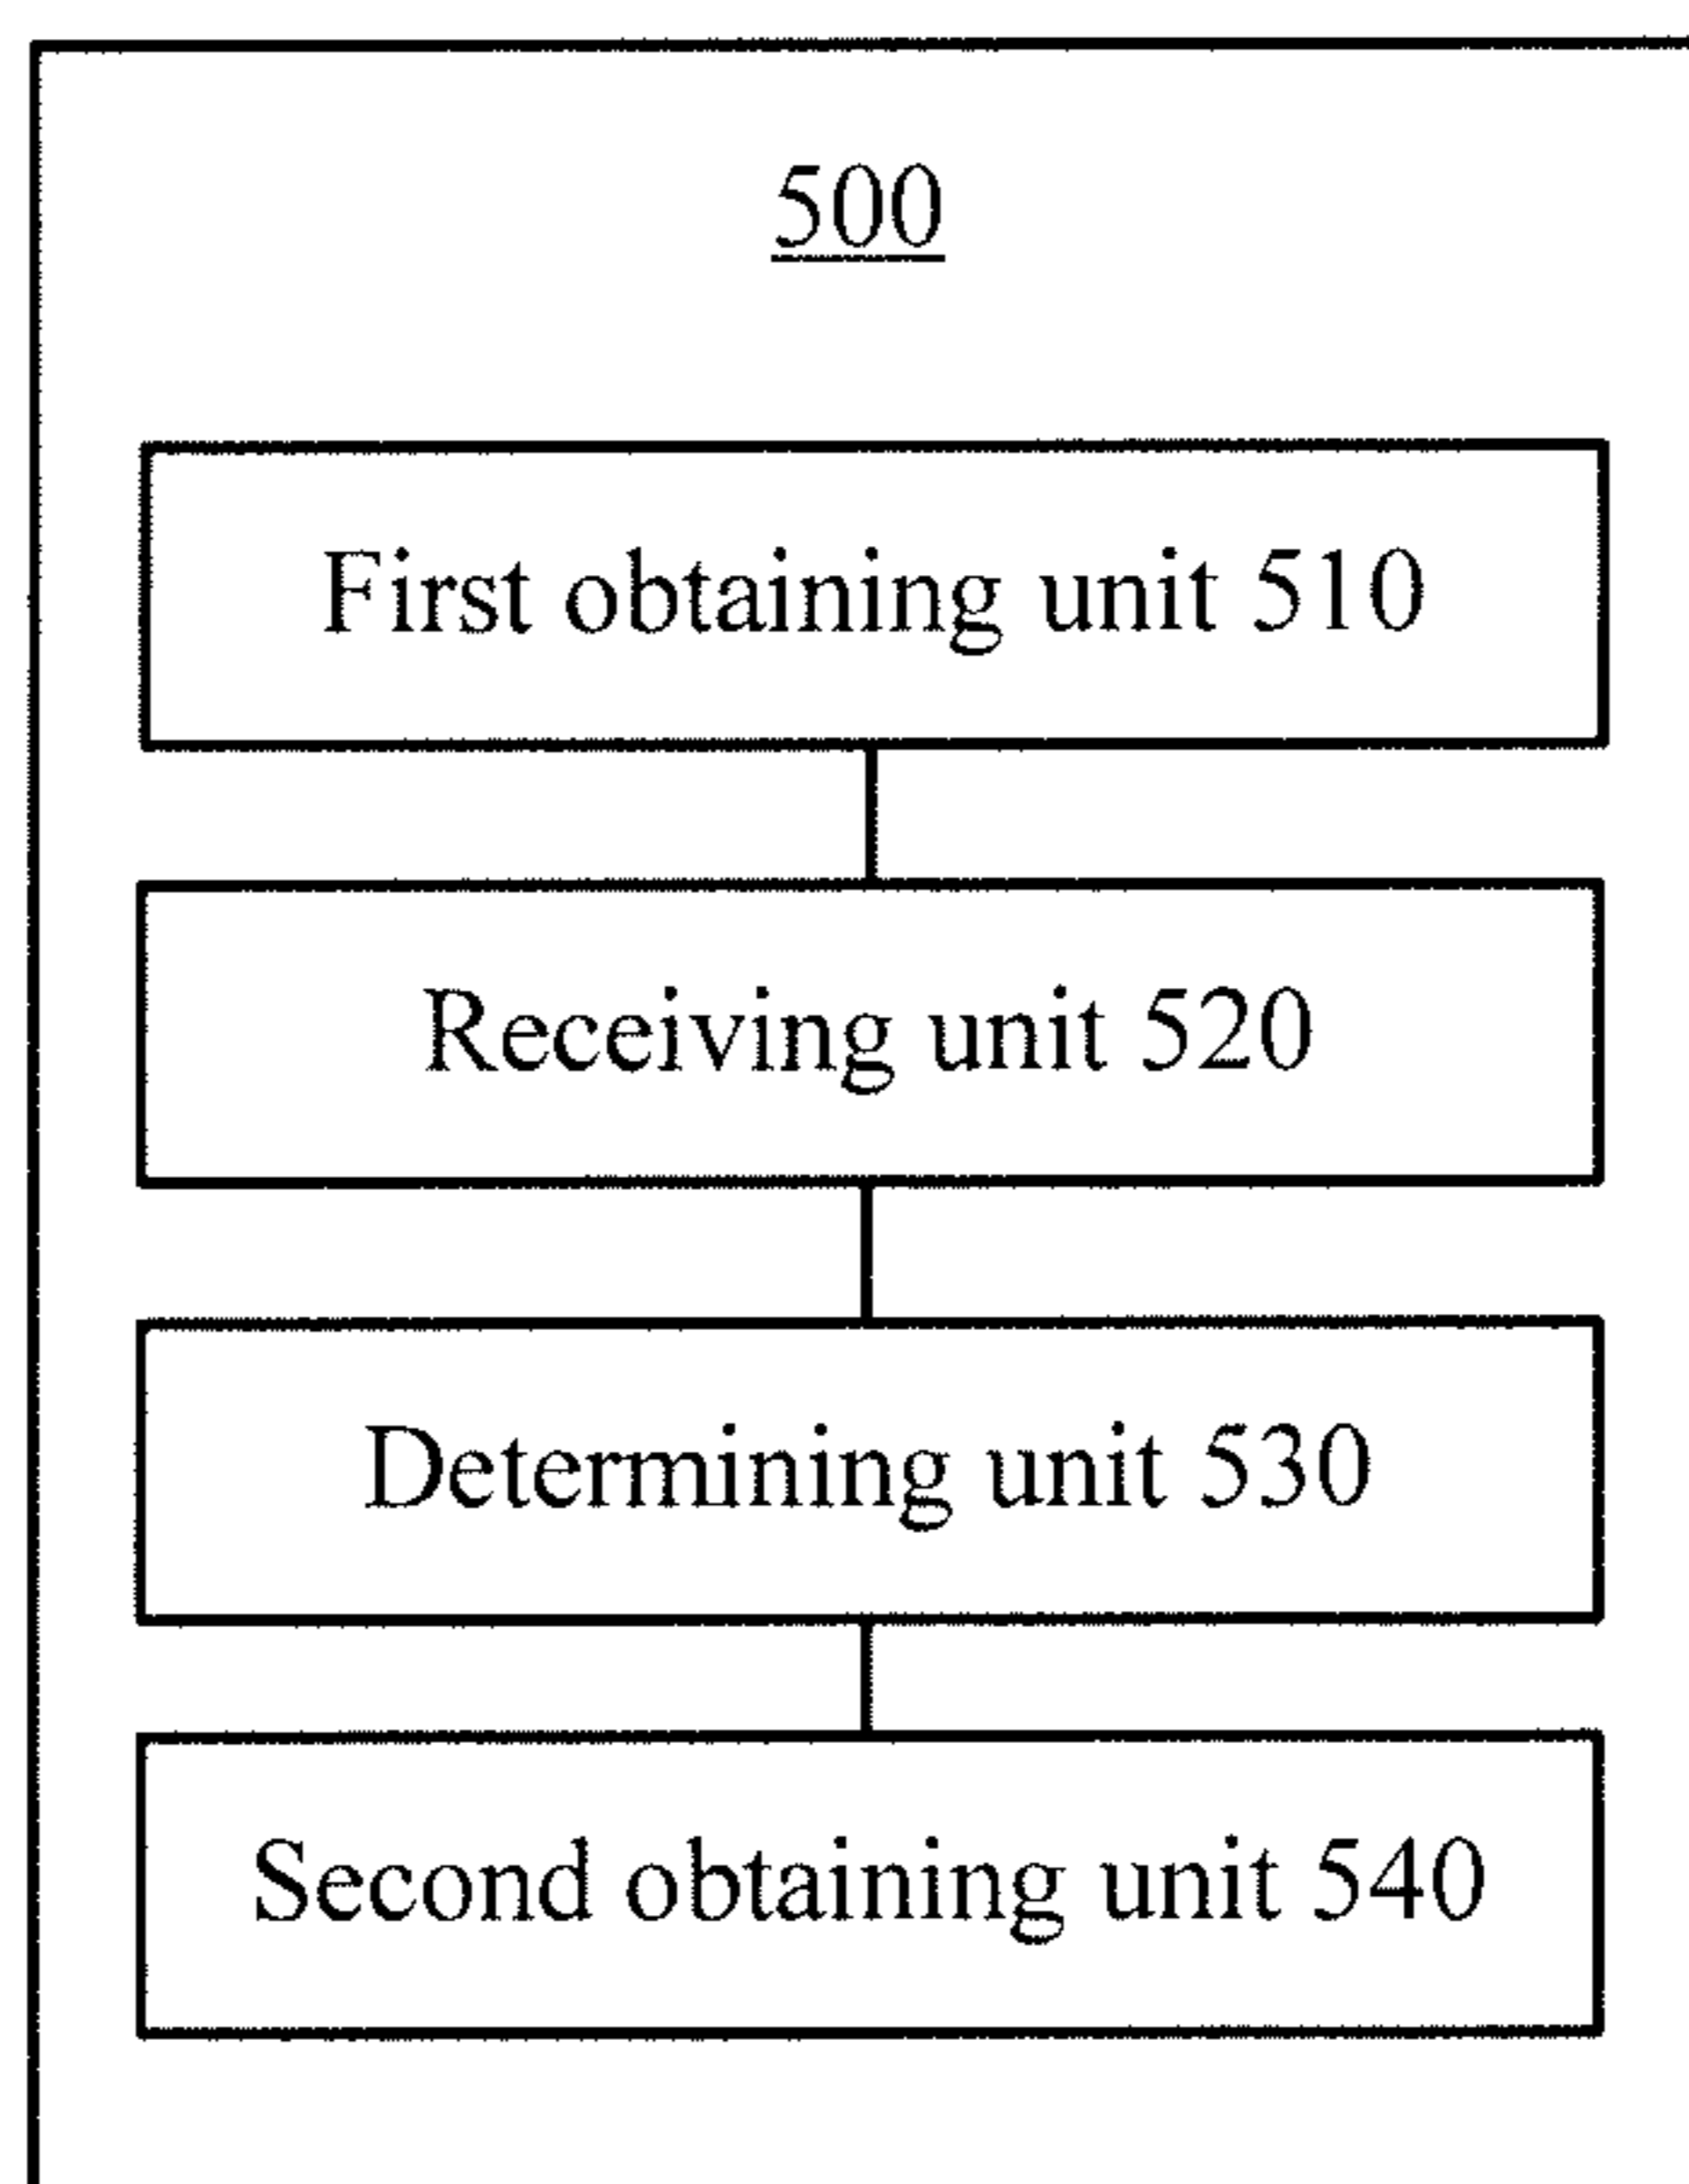 500
First obtaining unit 510
Receiving unit 520
Determining unit 530
Second obtaining unit 540